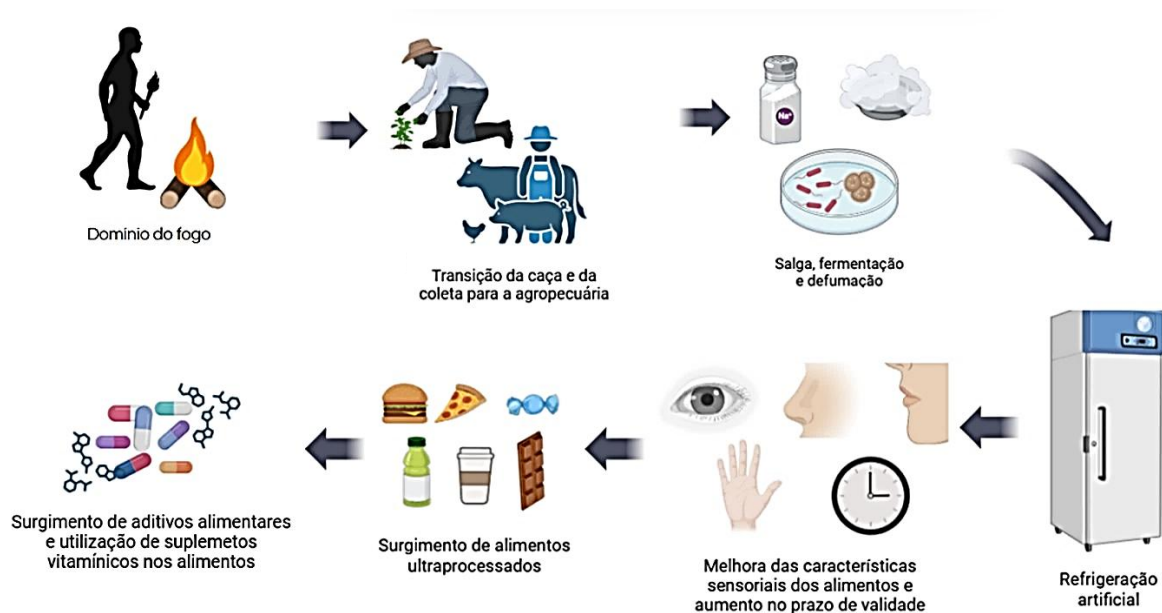 Domínio do fogo
Transição da caça e da
coleta para a agropecuária
Na⁺
Salga, fermentação
e defumação
Refrigeração
artificial
Melhora das características
sensoriais dos alimentos e
aumento no prazo de validade
Surgimento de alimentos
ultraprocessados
Surgimento de aditivos alimentares
e utilização de suplemetos
vitamínicos nos alimentos